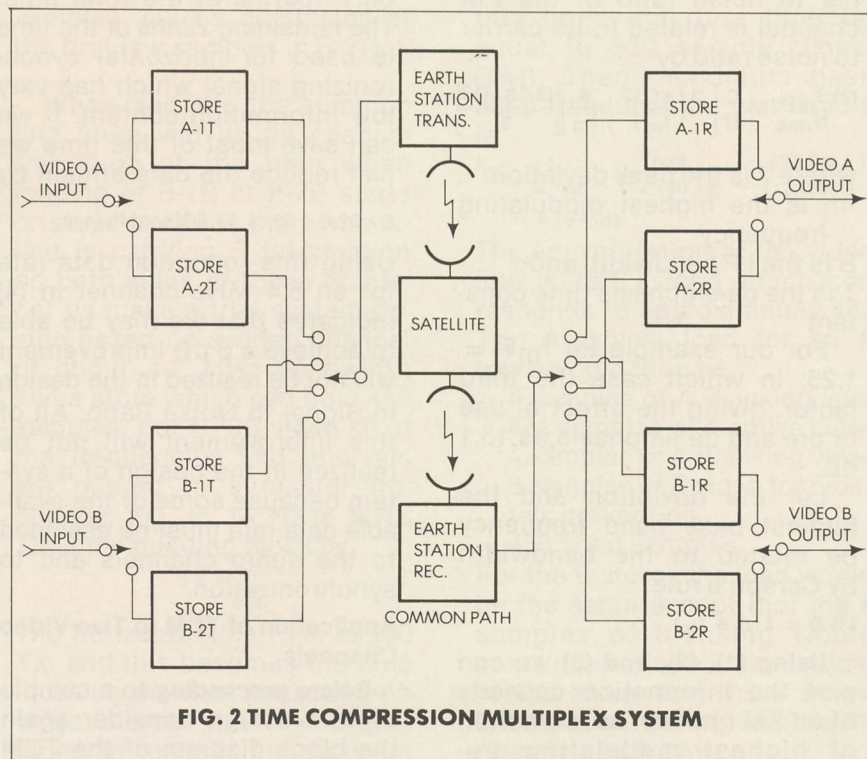 STORE
A-1T
VIDEO A
INPUT
STORE
A-2T
STORE
B-1T
VIDEO B
INPUT
STORE
B-2T
EARTH
STATION
TRANS.
SATELLITE
EARTH
STATION
REC.
COMMON PATH
STORE
A-1R
VIDEO A
OUTPUT
STORE
A-2R
STORE
B-1R
VIDEO B
OUTPUT
STORE
B-2R
FIG. 2 TIME COMPRESSION MULTIPLEX SYSTEM